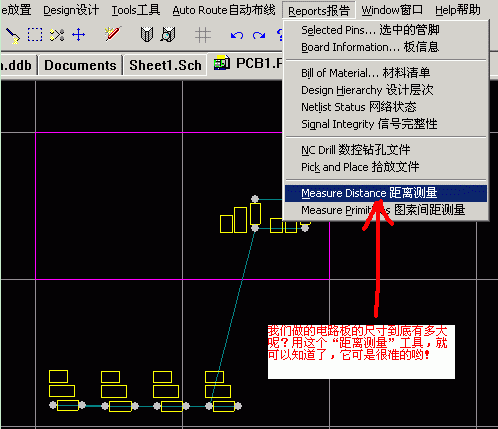 e放置 Design设计 Tools工具 Auto Route自动布线 Reports报告 Window窗口 Help帮助
.ddb Documents Sheet1.Sch PCB1.P
Selected Pins... 选中的管脚
Board Information... 板信息
Bill of Material... 材料清单
Design Hierarchy 设计层次
Netlist Status 网络状态
Signal Integrity 信号完整性
NC Drill 数控钻孔文件
Pick and Place 拾放文件
Measure Distance 距离测量
Measure Primitives 图素间距测量
我们做的电路板的尺寸到底有多大
呢?用这个“距离测量”工具,就
可以知道了,它可是很准的哟!